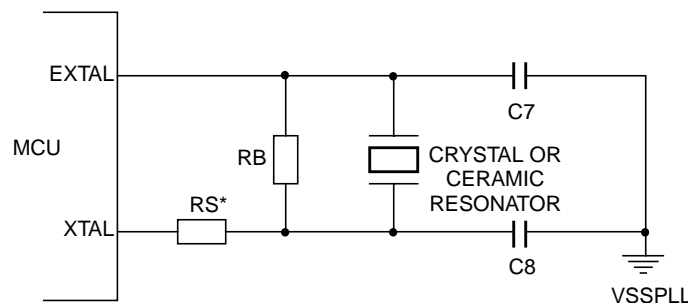 EXTAL
C7
MCU
RB
CRYSTAL OR
CERAMIC
RESONATOR
RS*
XTAL
C8
VSSPLL